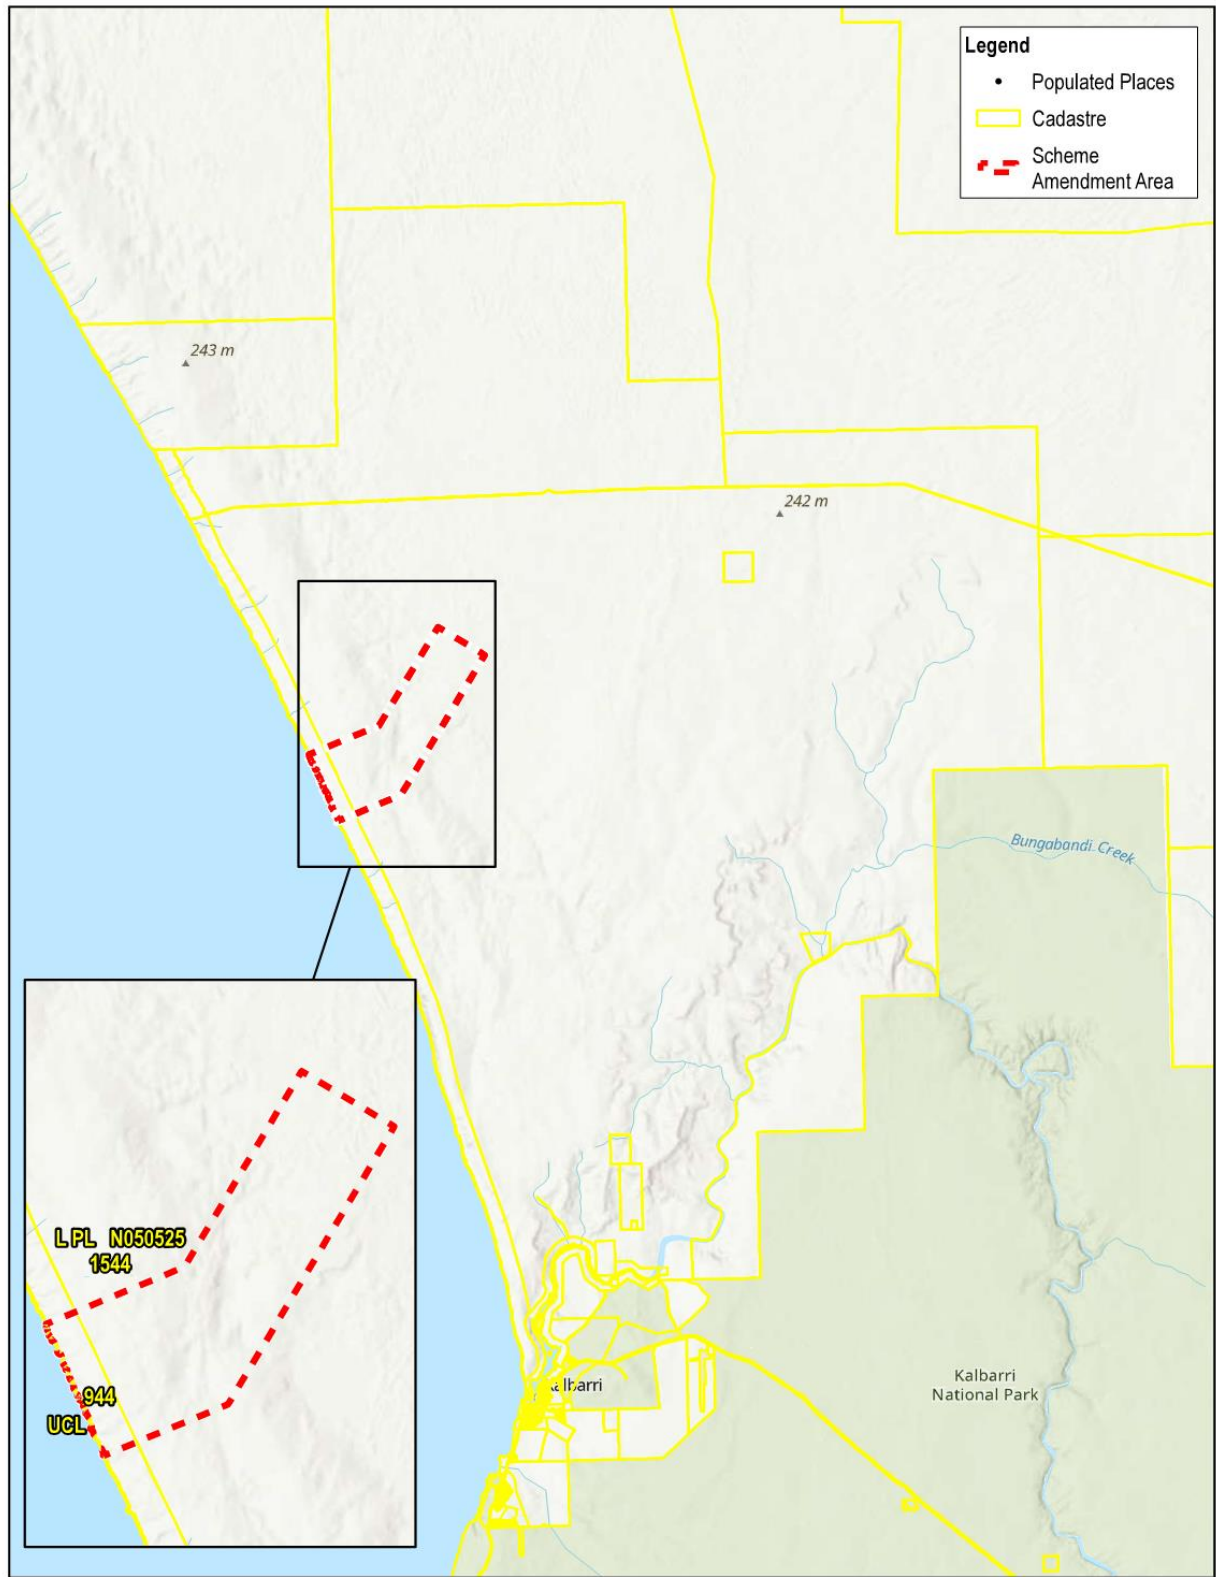 Legend
Populated Places
Cadastre
Scheme
Amendment Area
243 m
242 m
Bungabandi Creek
L PL N050525
1544
944
UCL
Kalbarri
Kalbarri
National Park